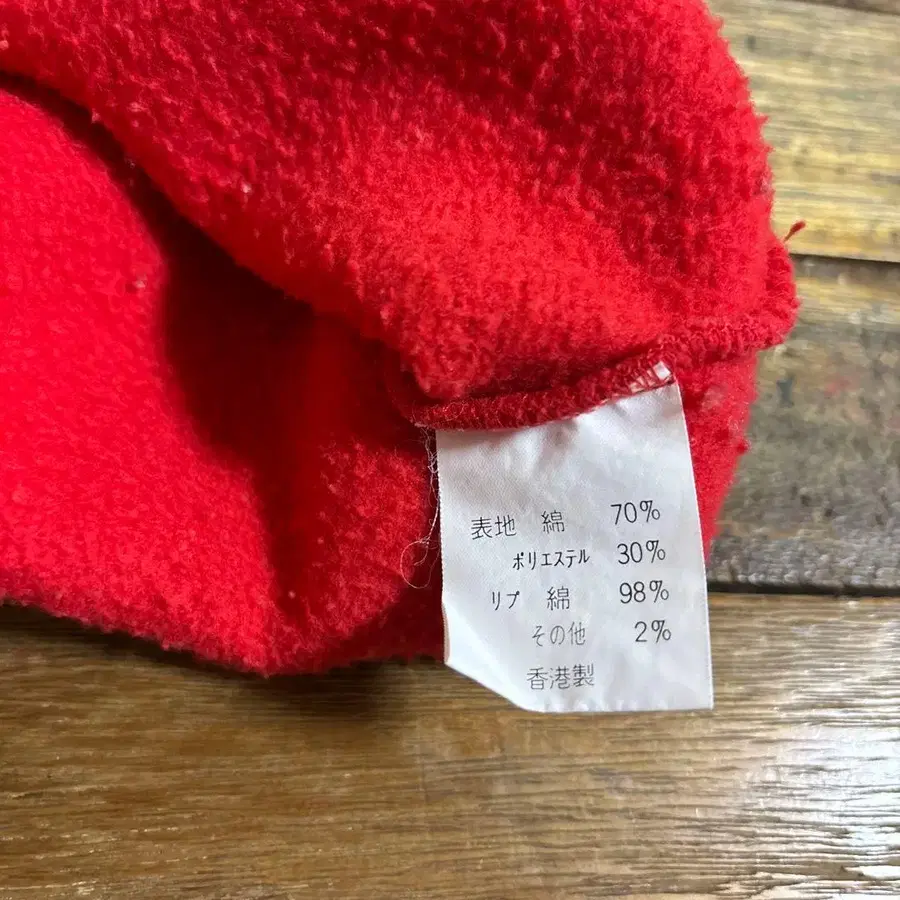 表地 綿 70%
ポリエステル 30%
リブ 綿 98%
その他 2%
香港製